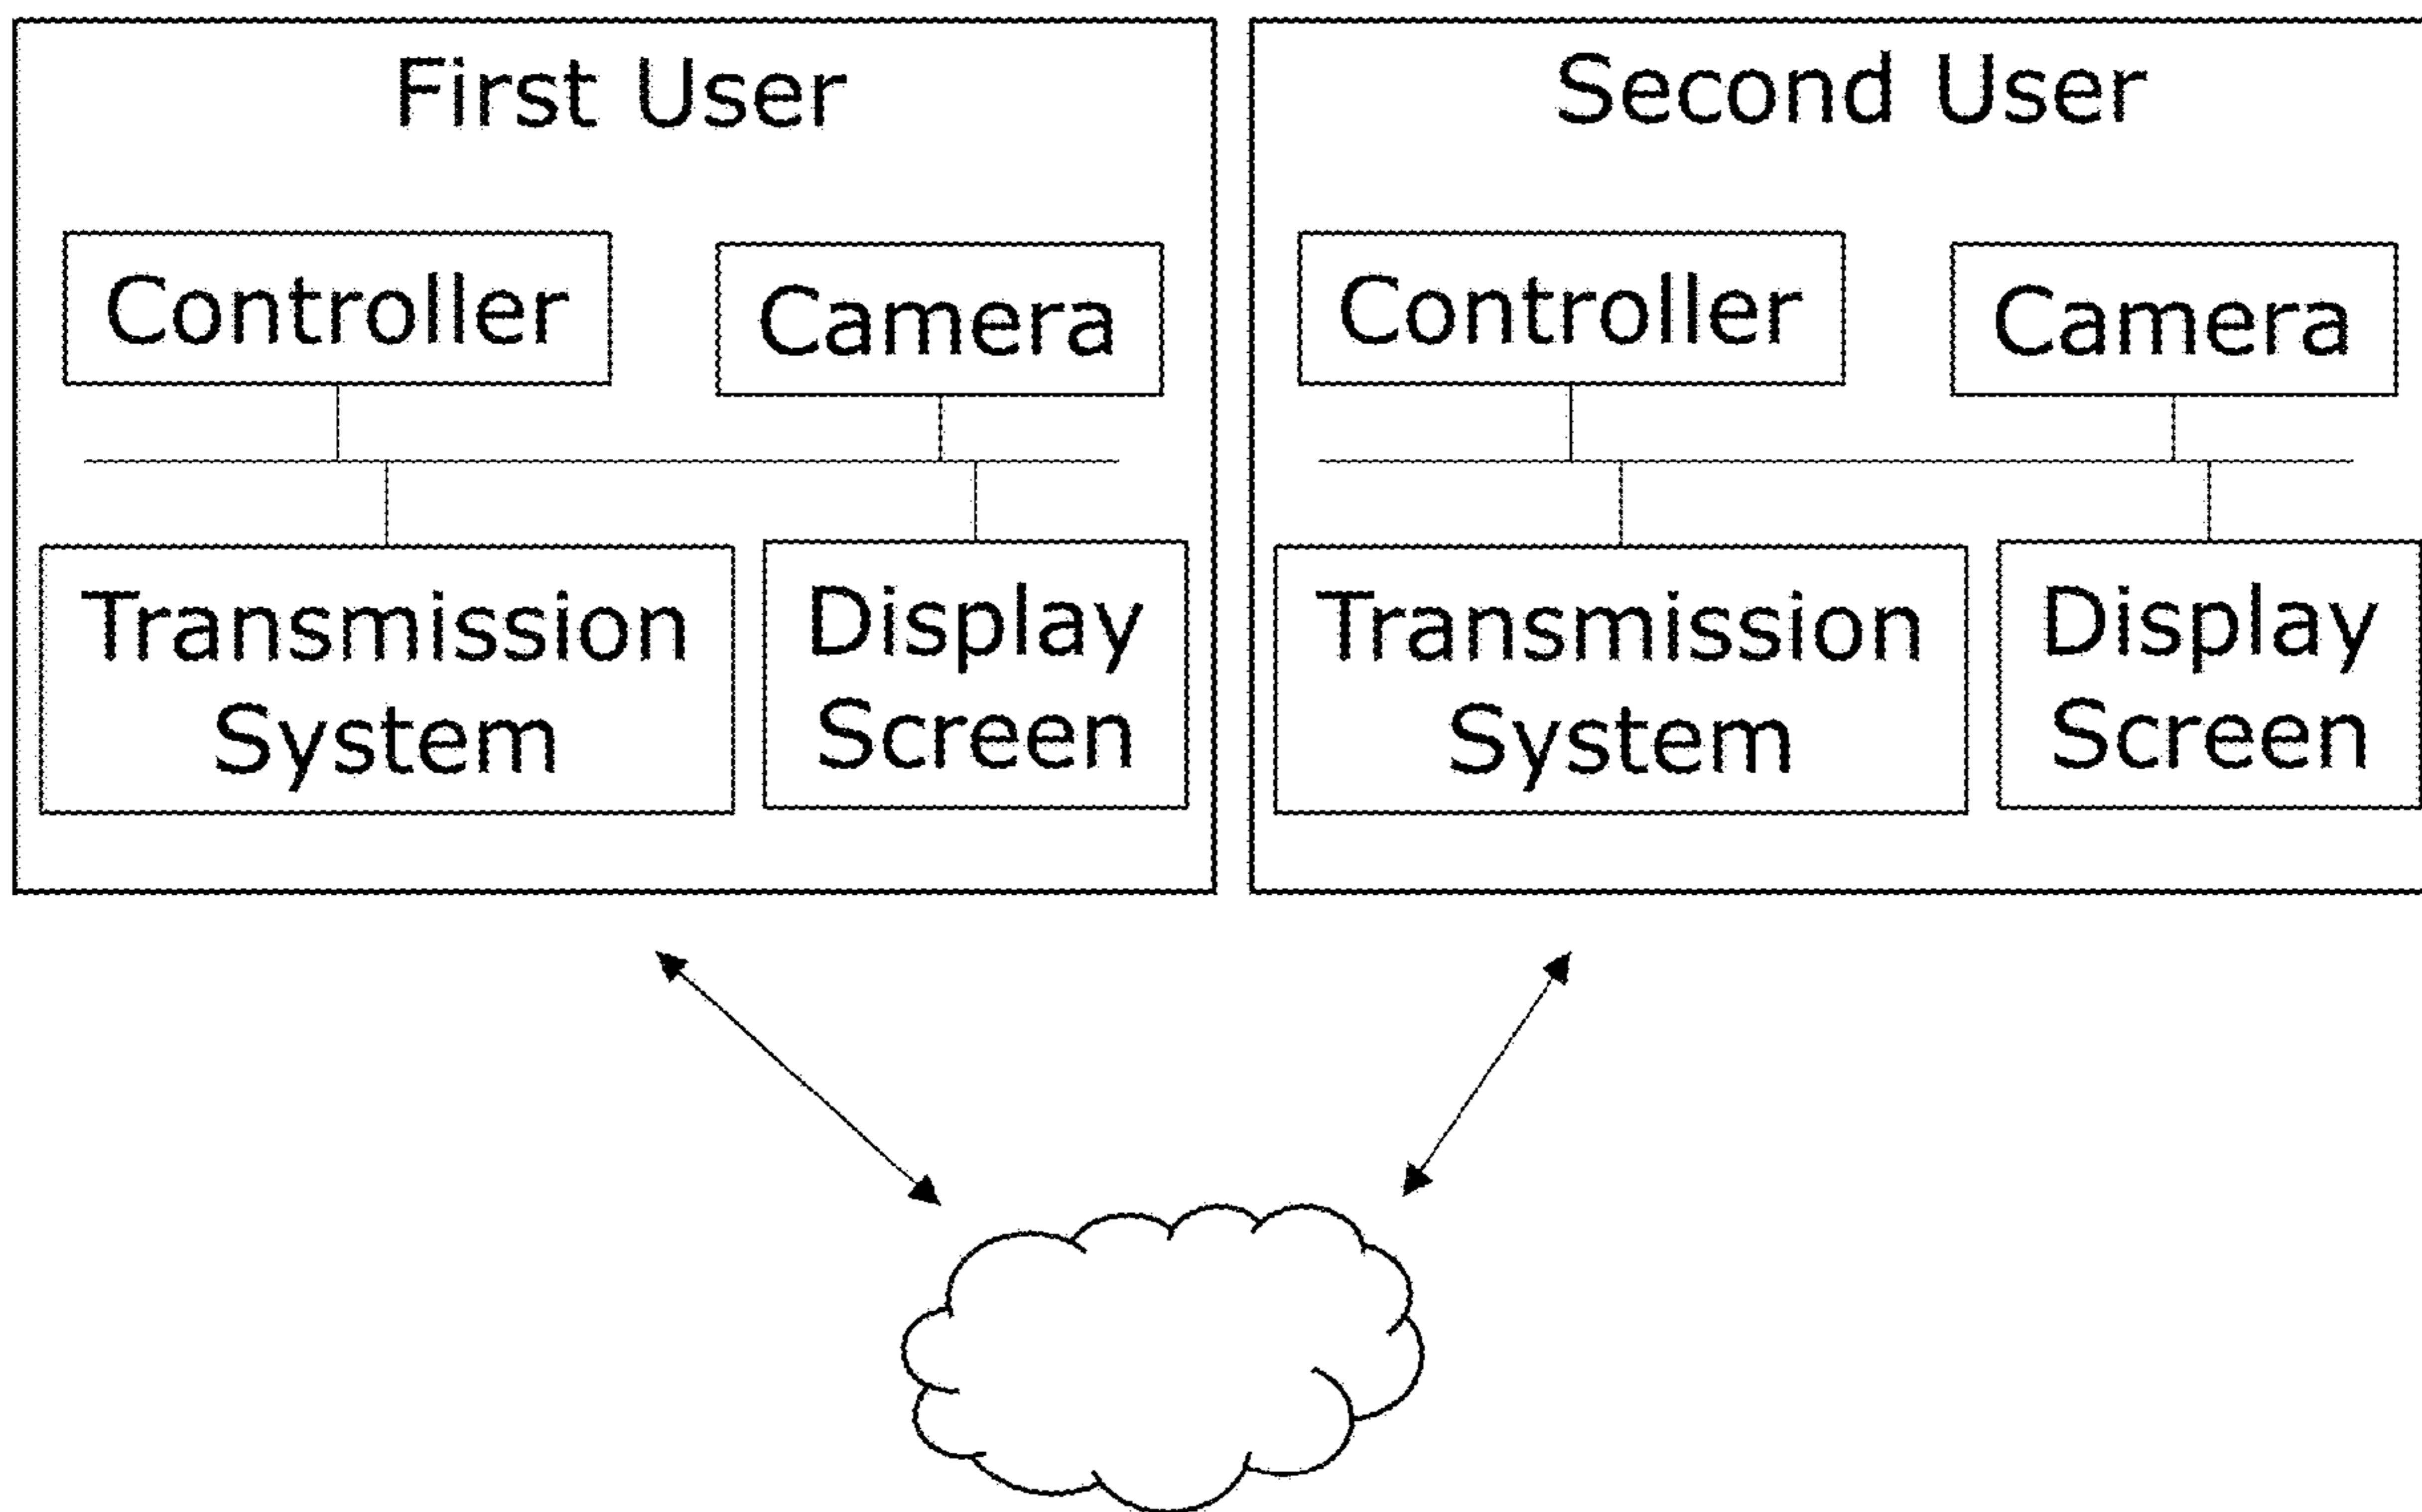 First User
Controller
Camera
Transmission
System
Display
Screen
Second User
Controller
Camera
Transmission
System
Display
Screen